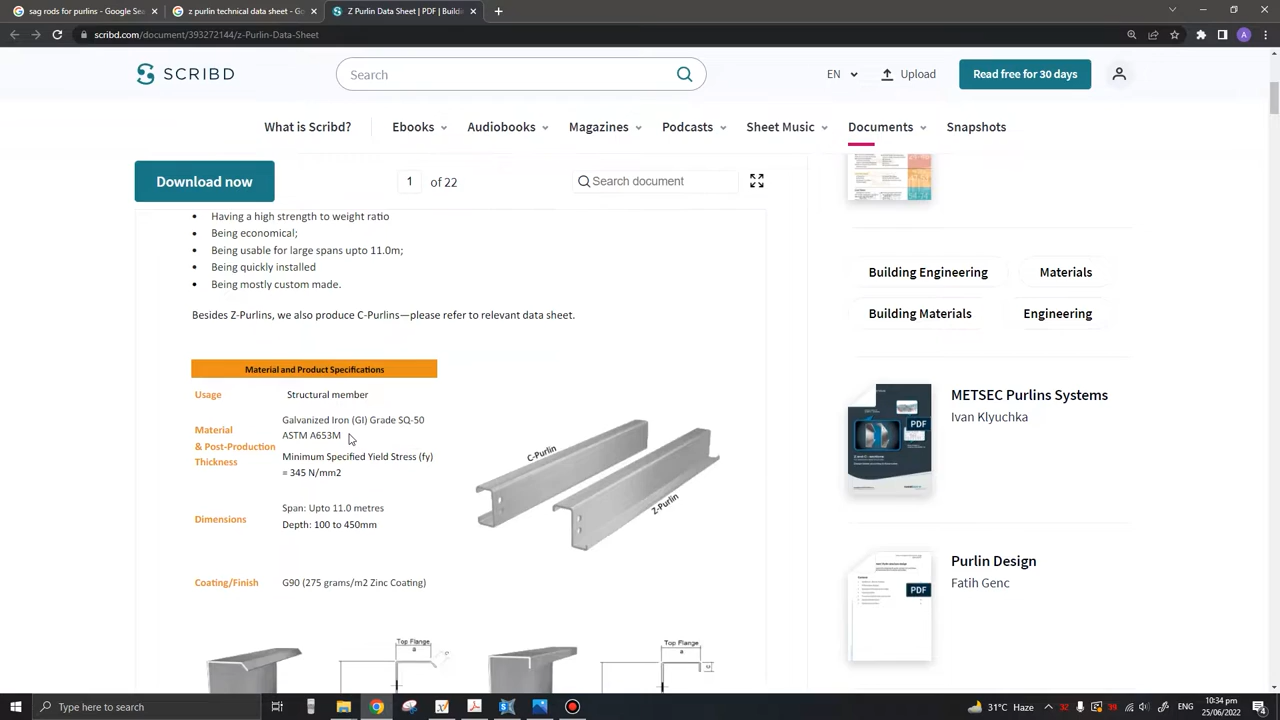 sag rods for purlins - Google Se
z purlin technical sheet - G
Z Purlin Data Sheet | PDF | Buildi
scribd.com/document/393272144/z-Purlin-Data-Sheet
A
SCRIBD
Search
EN
Upload
Read free for 30 days
What is Scribd?
Ebooks
Audiobooks
Magazines
Podcasts
Sheet Music
Documents
Snapshots
Download now
Search document
Having a high strength to weight ratio
Being economical;
Being usable for large spans upto 11.0m;
Being quickly installed
Being mostly custom made.
Besides Z-Purlins, we also produce C-Purlins—please refer to relevant data sheet.
Material and Product Specifications
Usage
Structural member
Material
& Post-Production
Thickness
Galvanized Iron (GI) Grade SQ-50
ASTM A653M
Minimum Specified Yield Stress (fy)
= 345 N/mm2
Dimensions
Span: Upto 11.0 metres
Depth: 100 to 450mm
Coating/Finish
G90 (275 grams/m2 Zinc Coating)
C-Purlin
Z-Purlin
Top Flange
a
Top Flange
a
Building Engineering
Materials
Building Materials
Engineering
PDF
METSEC Purlins Systems
Ivan Klyuchka
PDF
Purlin Design
Fatih Genc
Type here to search
31°C Haze
32
39
10:34 pm
25/06/2022